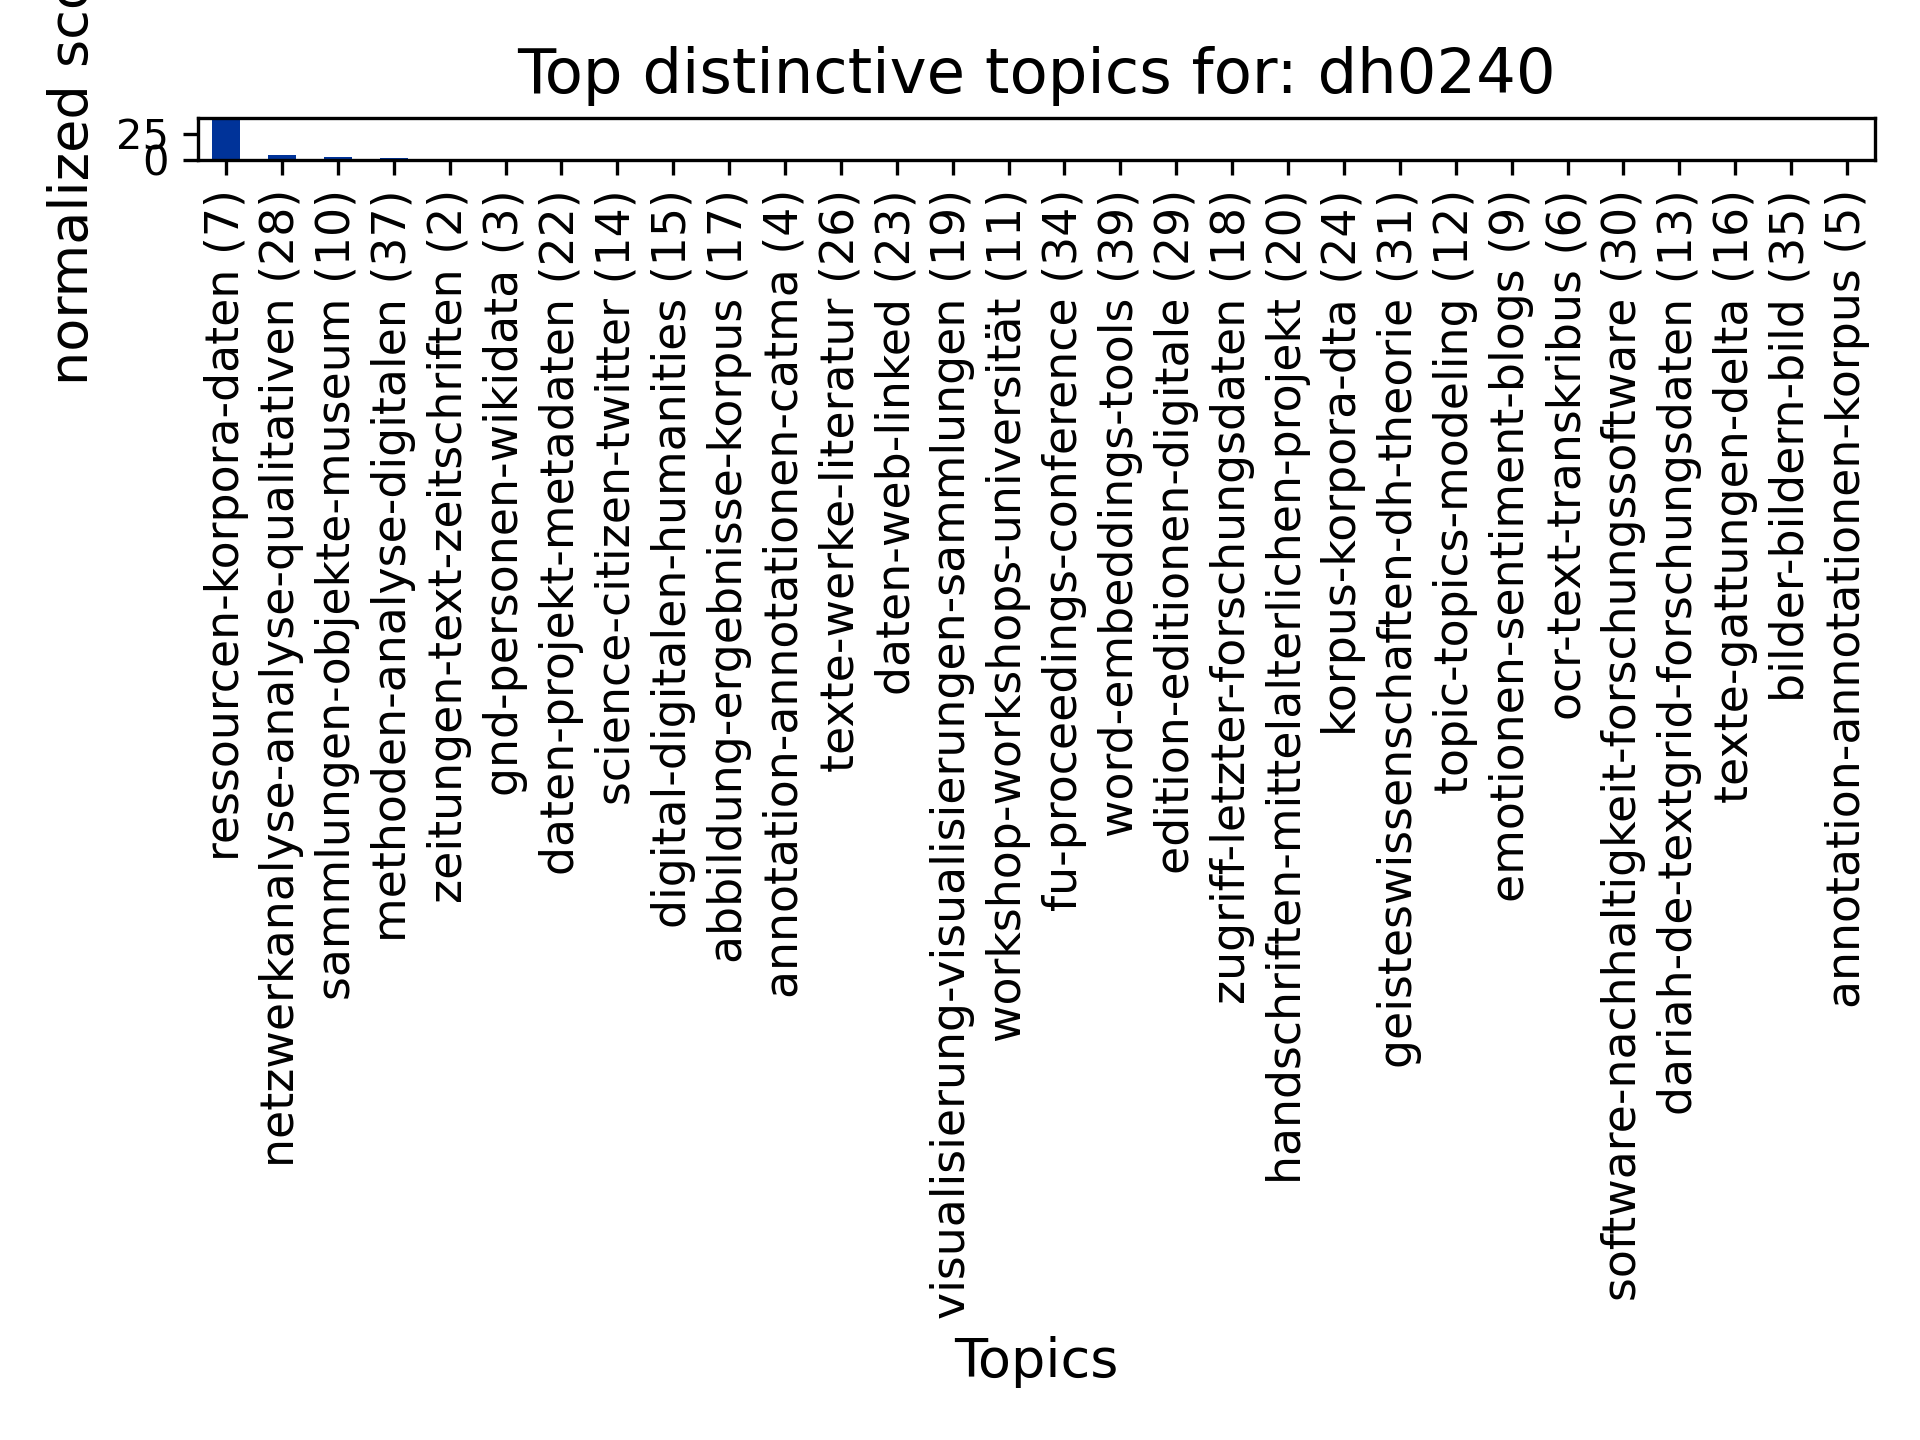 Top distinctive topics for: dh0240
normalized
25
0
ressourcen-korpora-daten (7)
netzwerkanalyse-analyse-qualitativen (28)
sammlungen-objekte-museum (10)
methoden-analyse-digitalen (37)
zeitungen-text-zeitschriften (2)
gnd-personen-wikidata (3)
daten-projekt-metadaten (22)
science-citizen-twitter (14)
digital-digitalen-humanities (15)
abbildung-ergebnisse-korpus (17)
annotation-annotationen-catma (4)
texte-werke-literatur (26)
daten-web-linked (23)
visualisierung-visualisierungen-sammlungen (19)
workshop-workshops-universität (11)
fu-proceedings-conference (34)
word-embeddings-tools (39)
edition-editionen-digitale (29)
zugriff-letzter-forschungsdaten (18)
handschriften-mittelalterlichen-projekt (20)
korpus-korpora-dta (24)
geisteswissenschaften-dh-theorie (31)
topic-topics-modeling (12)
emotionen-sentiment-blogs (9)
ocr-text-transkribus (6)
software-nachhaltigkeit-forschungssoftware (30)
dariah-de-textgrid-forschungsdaten (13)
texte-gattungen-delta (16)
bilder-bildern-bild (35)
annotation-annotationen-korpus (5)
Topics